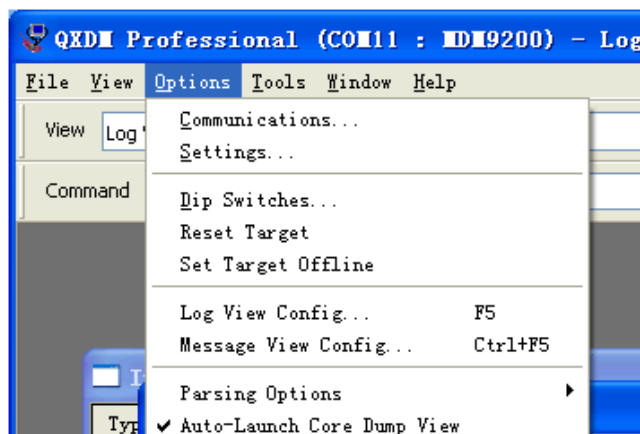 QXDM Professional (COM11 : MDM9200) - Log
File View Options Tools Window Help
View Log
Command
Communications...
Settings...
Dip Switches...
Reset Target
Set Target Offline
Log View Config... F5
Message View Config... Ctrl+F5
Parsing Options
Auto-Launch Core Dump View